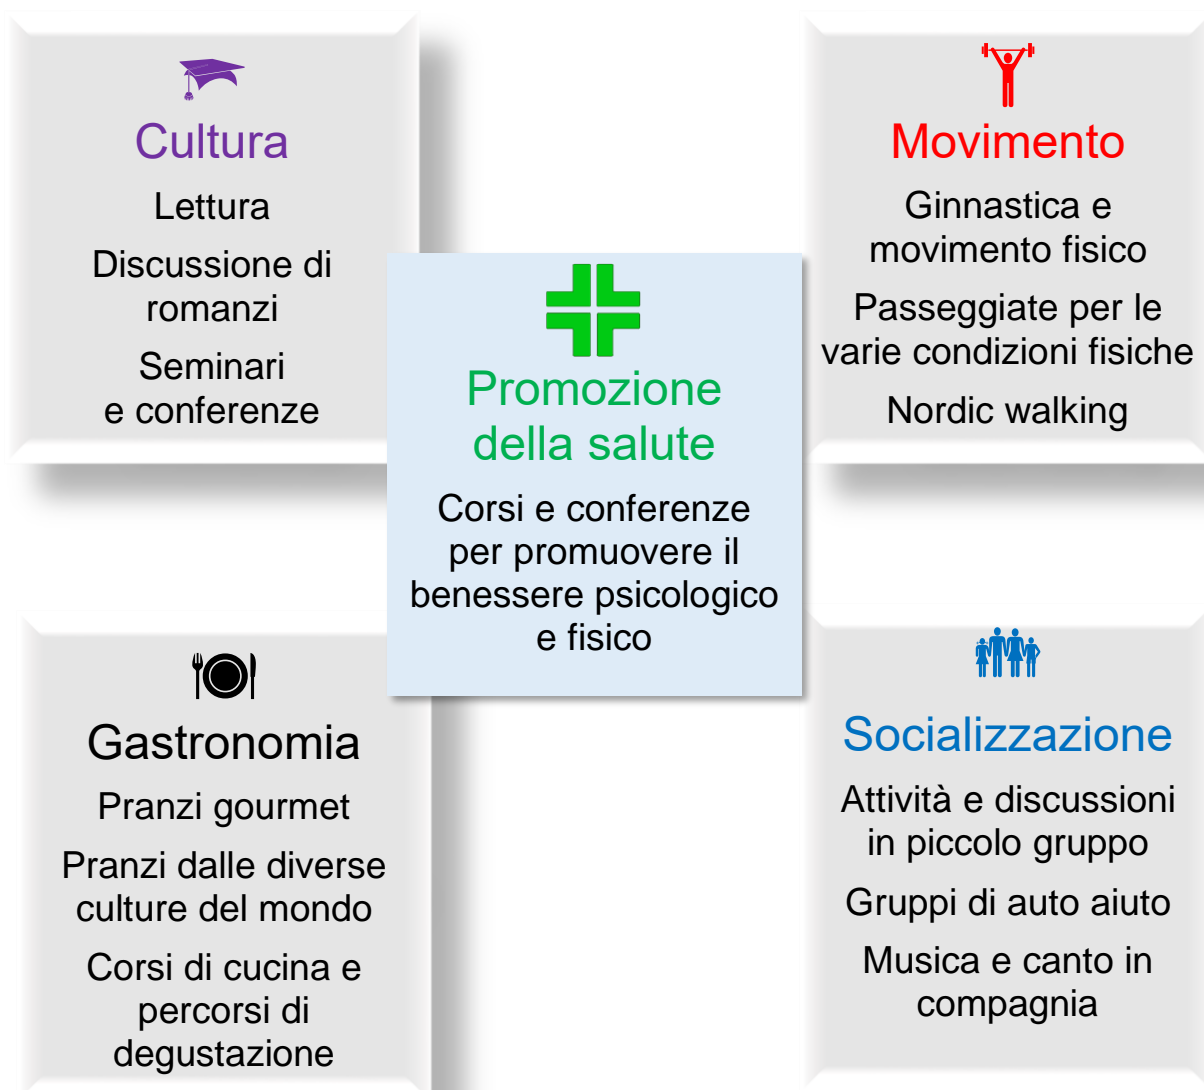 Cultura
Lettura
Discussione di
romanzi
Seminari
e conferenze
Movimento
Ginnastica e
movimento fisico
Passeggiate per le
varie condizioni fisiche
Nordic walking
Promozione
della salute
Corsi e conferenze
per promuovere il
benessere psicologico
e fisico
Gastronomia
Pranzi gourmet
Pranzi dalle diverse
culture del mondo
Corsi di cucina e
percorsi di
degustazione
Socializzazione
Attività e discussioni
in piccolo gruppo
Gruppi di auto aiuto
Musica e canto in
compagnia